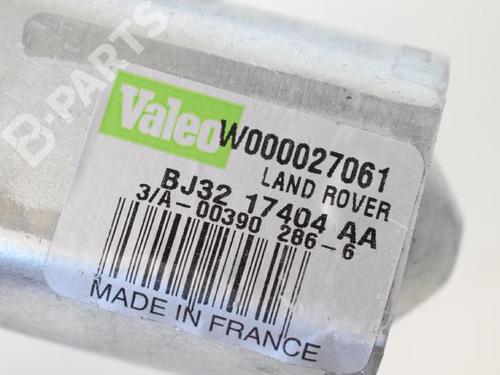 B-PARTS
Valeo
W000027061
LAND ROVER
BJ32 17404 AA
3/A-00390 286-6
MADE IN FRANCE